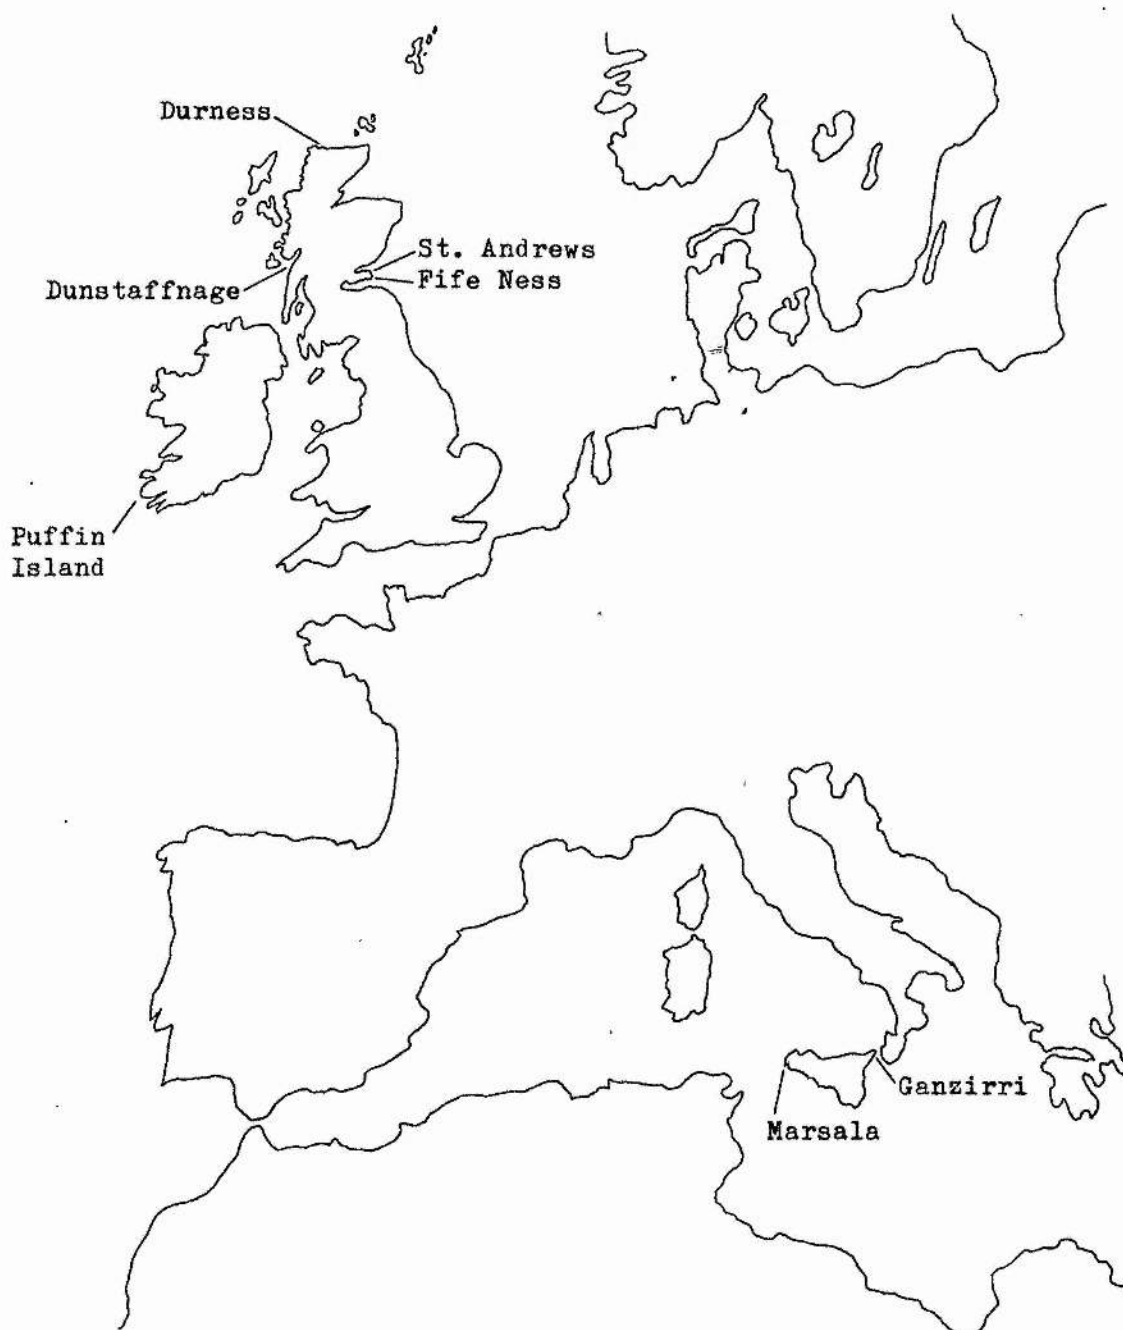 Durness
St. Andrews
Fife Ness
Dunstaffnage
Puffin
Island
Ganzirri
Marsala